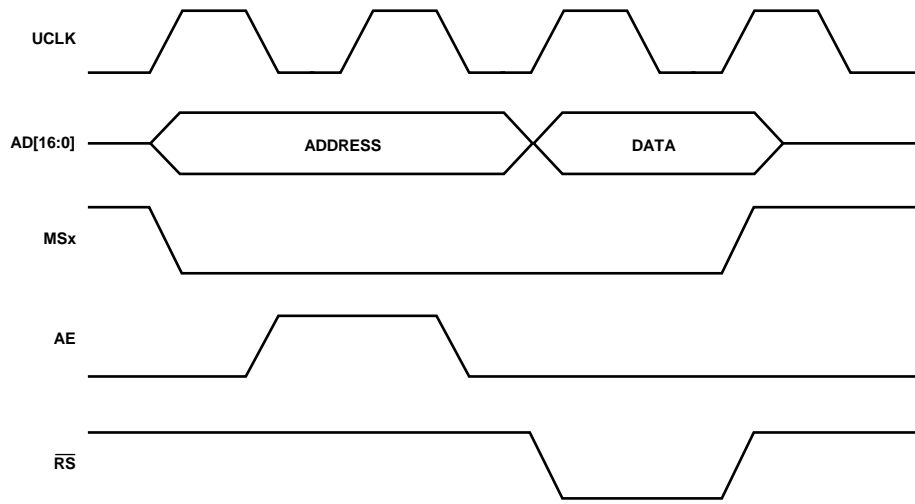 UCLK
AD[16:0]
ADDRESS
DATA
MSx
AE
RS